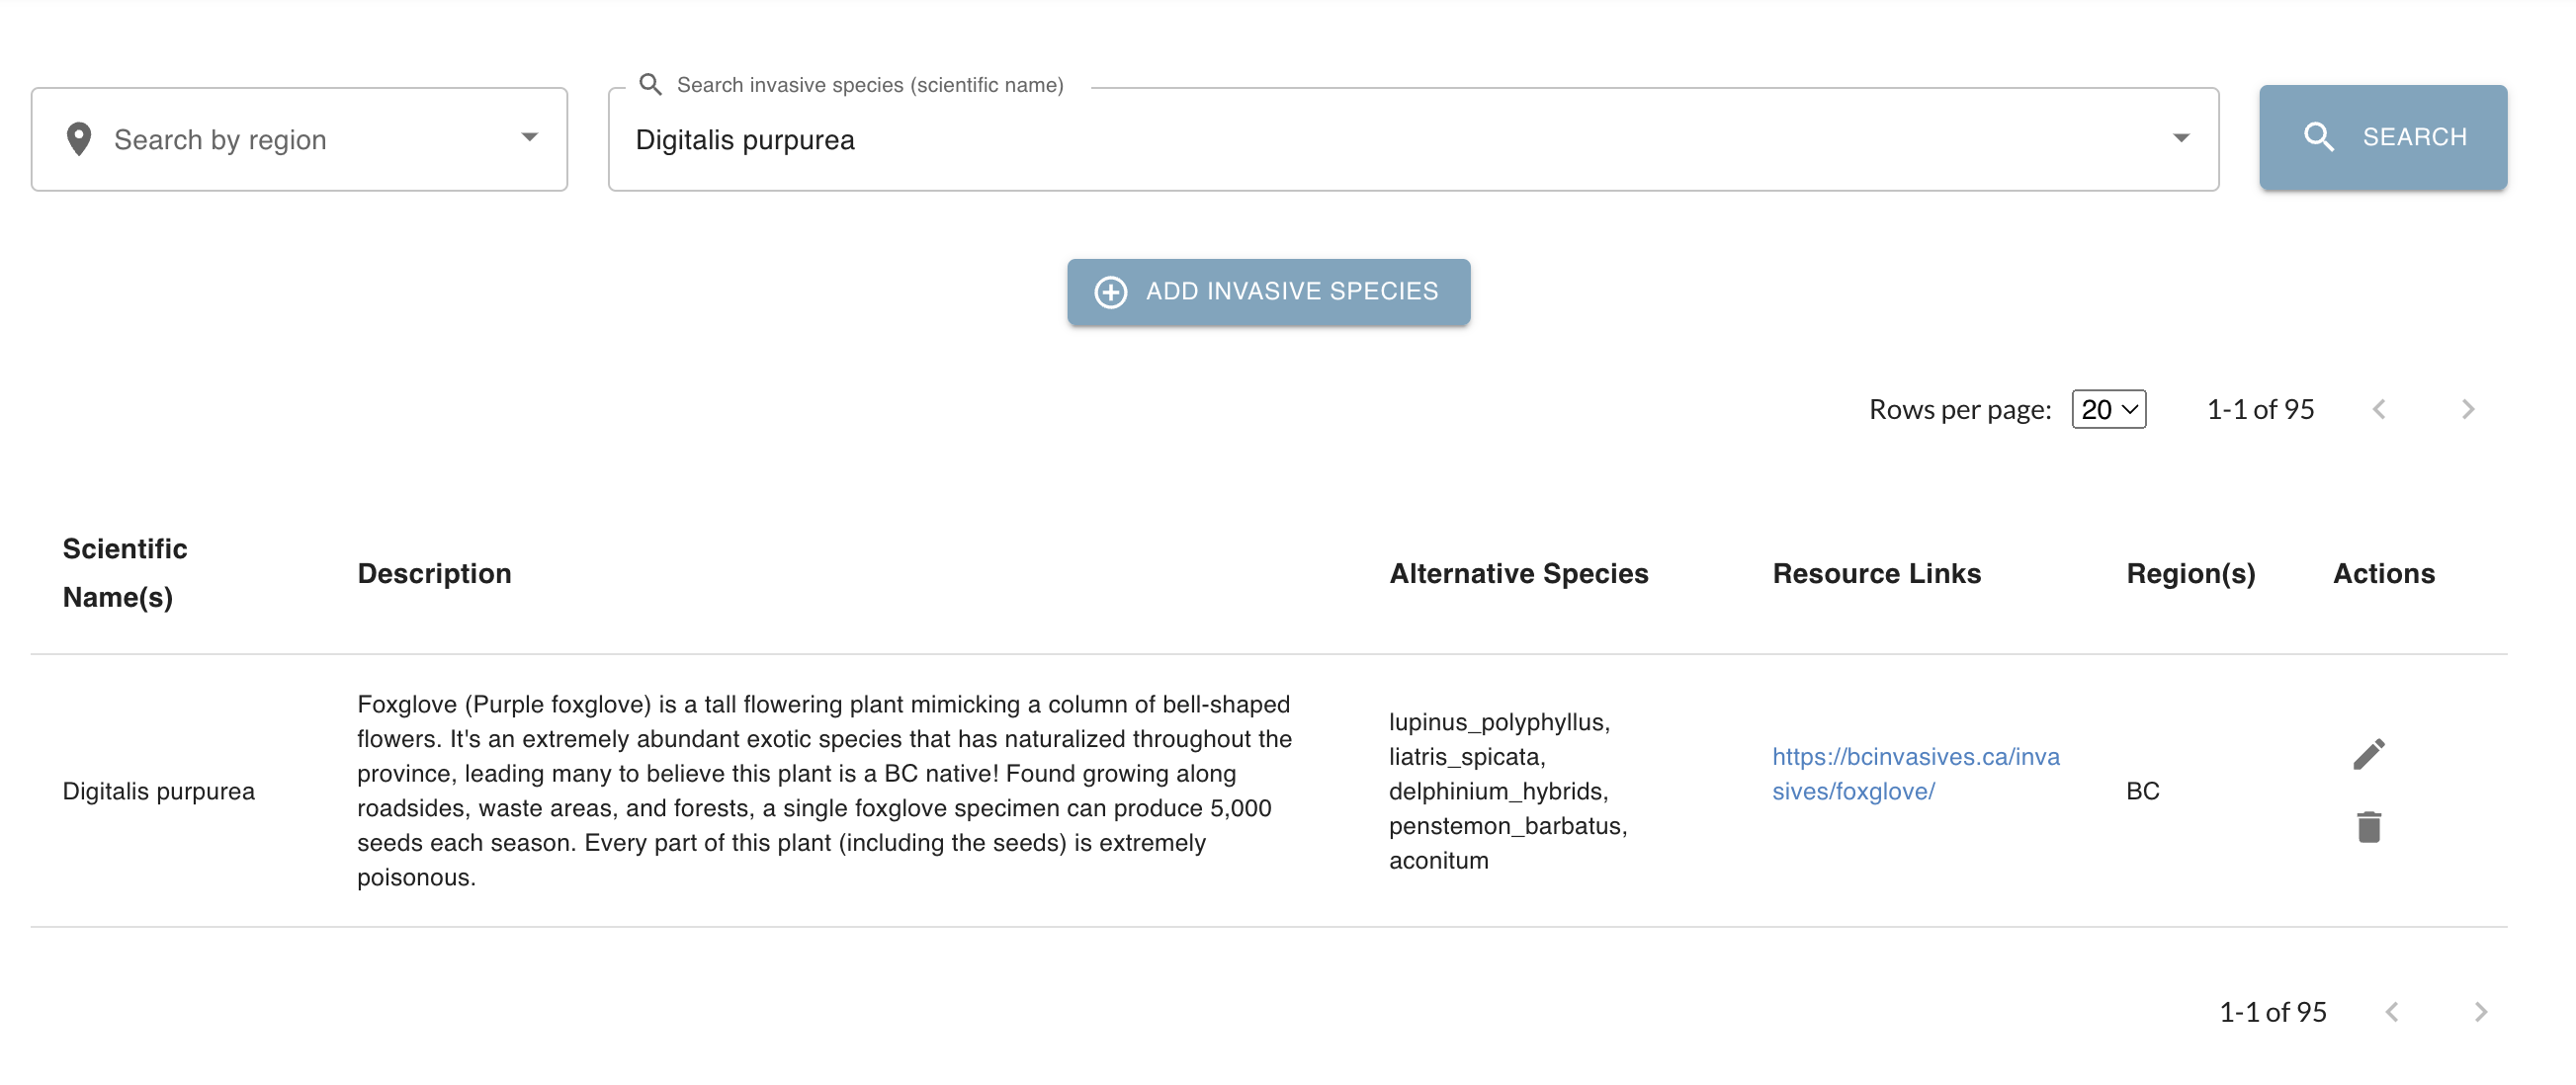 Search by region
Search invasive species (scientific name)
Digitalis purpurea
SEARCH
ADD INVASIVE SPECIES
Rows per page: 20 1-1 of 95
Scientific
Name(s)
Description
Alternative Species
Resource Links
Region(s)
Actions
Digitalis purpurea
Foxglove (Purple foxglove) is a tall flowering plant mimicking a column of bell-shaped
flowers. It's an extremely abundant exotic species that has naturalized throughout the
province, leading many to believe this plant is a BC native! Found growing along
roadsides, waste areas, and forests, a single foxglove specimen can produce 5,000
seeds each season. Every part of this plant (including the seeds) is extremely
poisonous.
lupinus_polyphyllus,
liatris_spicata,
delphinium_hybrids,
penstemon_barbatus,
aconitum
https://bcinvasives.ca/inva
sives/foxglove/
BC
1-1 of 95